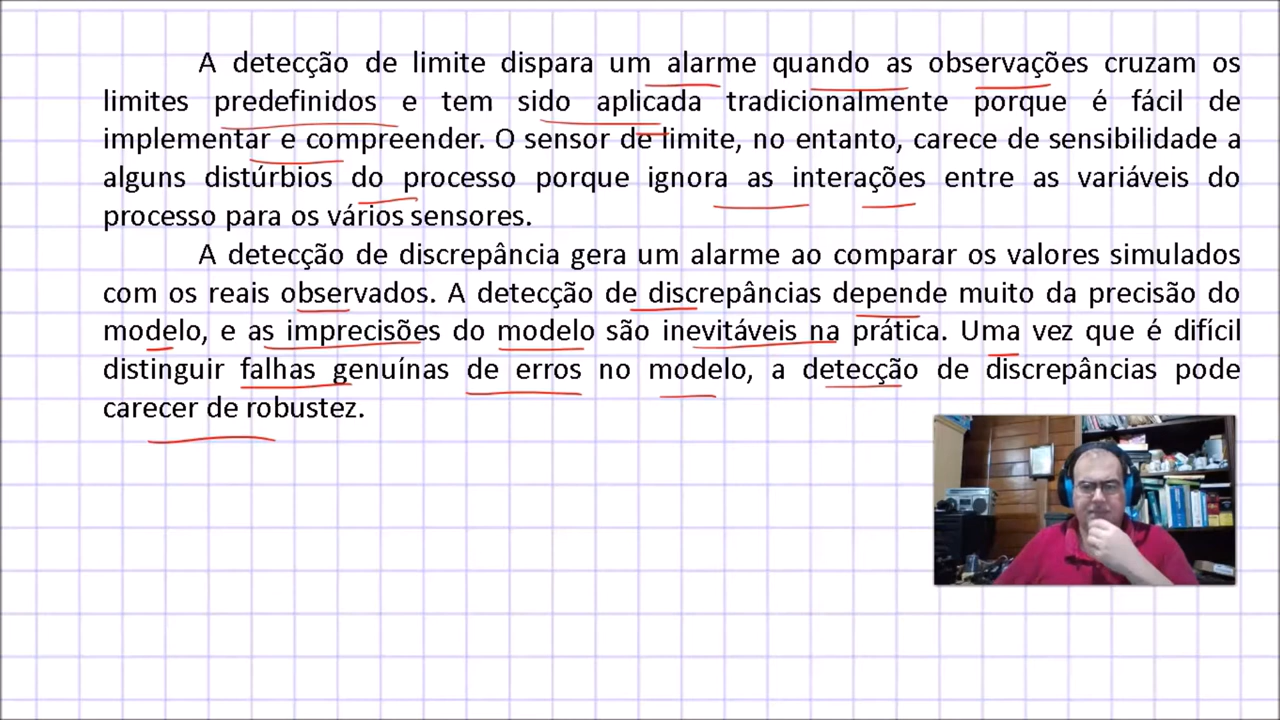 A detecção de limite dispara um alarme quando as observações cruzam os
limites predefinidos e tem sido aplicada tradicionalmente porque é fácil de
implementar e compreender. O sensor de limite, no entanto, carece de sensibilidade a
alguns distúrbios do processo porque ignora as interações entre as variáveis do
processo para os vários sensores.
A detecção de discrepância gera um alarme ao comparar os valores simulados
com os reais observados. A detecção de discrepâncias depende muito da precisão do
modelo, e as imprecisões do modelo são inevitáveis na prática. Uma vez que é difícil
distinguir falhas genuínas de erros no modelo, a detecção de discrepâncias pode
carecer de robustez.